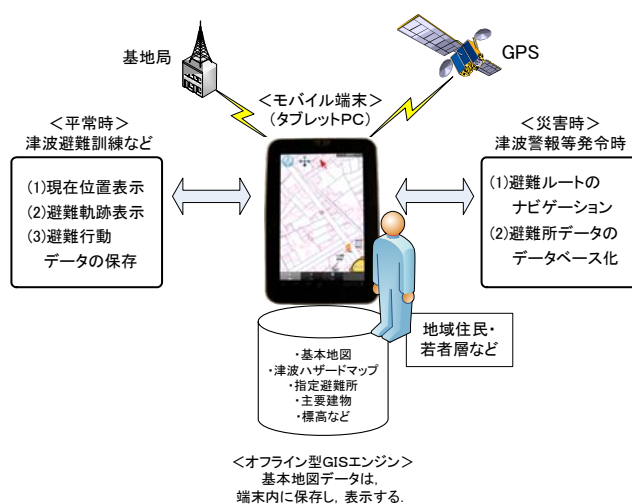 基地局
GPS
<モバイル端末>
(タブレットPC)
<平常時>
津波避難訓練など
(1)現在位置表示
(2)避難軌跡表示
(3)避難行動
データの保存
<災害時>
津波警報等発令時
(1)避難ルートの
ナビゲーション
(2)避難所データの
データベース化
地域住民・
若者層など
・基本地図
・津波ハザードマップ
・指定避難所
・主要建物
・標高など
<オフライン型GISエンジン>
基本地図データは,
端末内に保存し, 表示する.